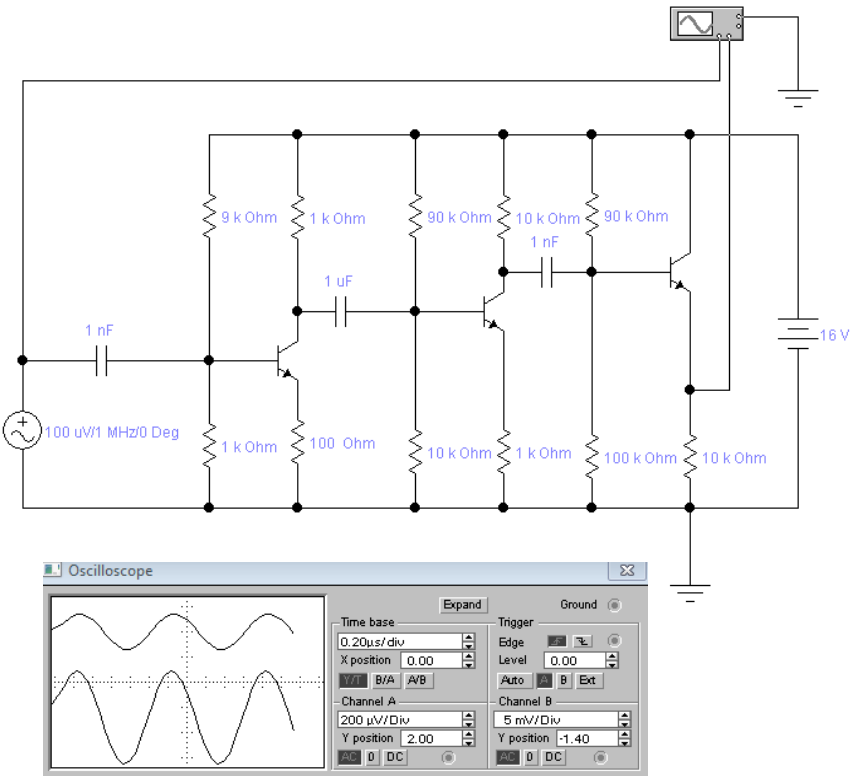 9 k Ohm
1 k Ohm
90 k Ohm
10 k Ohm
90 k Ohm
1 nF
1 uF
1 nF
16 V
100 uV/1 MHz/0 Deg
1 k Ohm
100 Ohm
10 k Ohm
1 k Ohm
100 k Ohm
10 k Ohm
Oscilloscope
Expand
Ground
Time base
0.20µs/div
X position 0.00
Y/T B/A A/B
Trigger
Edge
Level 0.00
Auto A B Ext
Channel A
200 µV/Div
Y position 2.00
AC 0 DC
Channel B
5 mV/Div
Y position -1.40
AC 0 DC